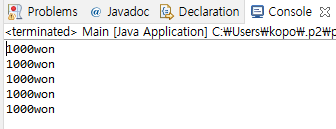 Problems @ Javadoc Declaration Console
<terminated> Main [Java Application] C:₩Users₩kopo₩.p2₩p
1000won
1000won
1000won
1000won
1000won